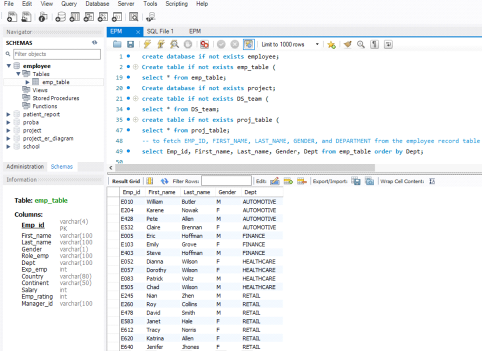 File Edit View Query Database Server Tools Scripting Help
Navigator
SCHEMAS
Filter objects
employee
Tables
emp_table
Views
Stored Procedures
Functions
patient_report
proba
project
project_er_diagram
school
Administration Schemas
Information
Table: emp_table
Columns:
Emp_id varchar(4) PK
First_name varchar(100
Last_name varchar(100
Gender varchar(1)
Role_emp varchar(100
Dept varchar(100
Exp_emp int
Country varchar(80)
Continent varchar(50)
Salary int
Emp_rating int
Manager_id varchar(100
EPM SQL File 1 EPM
Limit to 1000 rows
1 create database if not exists employee;
2 Create table if not exists emp_table (
19 select * from emp_table;
20 Create database if not exists project;
21 create table if not exists DS_team (
34 select * from DS_team;
35 create table if not exists proj_table (
47 select * from proj_table;
48 -- to fetch EMP_ID, FIRST_NAME, LAST_NAME, GENDER, and DEPARTMENT from the employee record table
49 select Emp_id, First_name, Last_name, Gender, Dept from emp_table order by Dept;
50
Result Grid Filter Rows: Edit: Export/Import: Wrap Cell Content:
Emp_id First_name Last_name Gender Dept
E010 William Butler M AUTOMOTIVE
E204 Karene Nowak F AUTOMOTIVE
E428 Pete Allen M AUTOMOTIVE
E532 Claire Brennan F AUTOMOTIVE
E005 Eric Hoffman M FINANCE
E103 Emily Grove F FINANCE
E403 Steve Hoffman M FINANCE
E052 Dianna Wilson F HEALTHCARE
E057 Dorothy Wilson F HEALTHCARE
E083 Patrick Voltz M HEALTHCARE
E505 Chad Wilson M HEALTHCARE
E245 Nian Zhen M RETAIL
E260 Roy Collins M RETAIL
E478 David Smith M RETAIL
E583 Janet Hale F RETAIL
E612 Tracy Norris F RETAIL
E620 Katrina Allen F RETAIL
E640 Jenifer Jhones F RETAIL